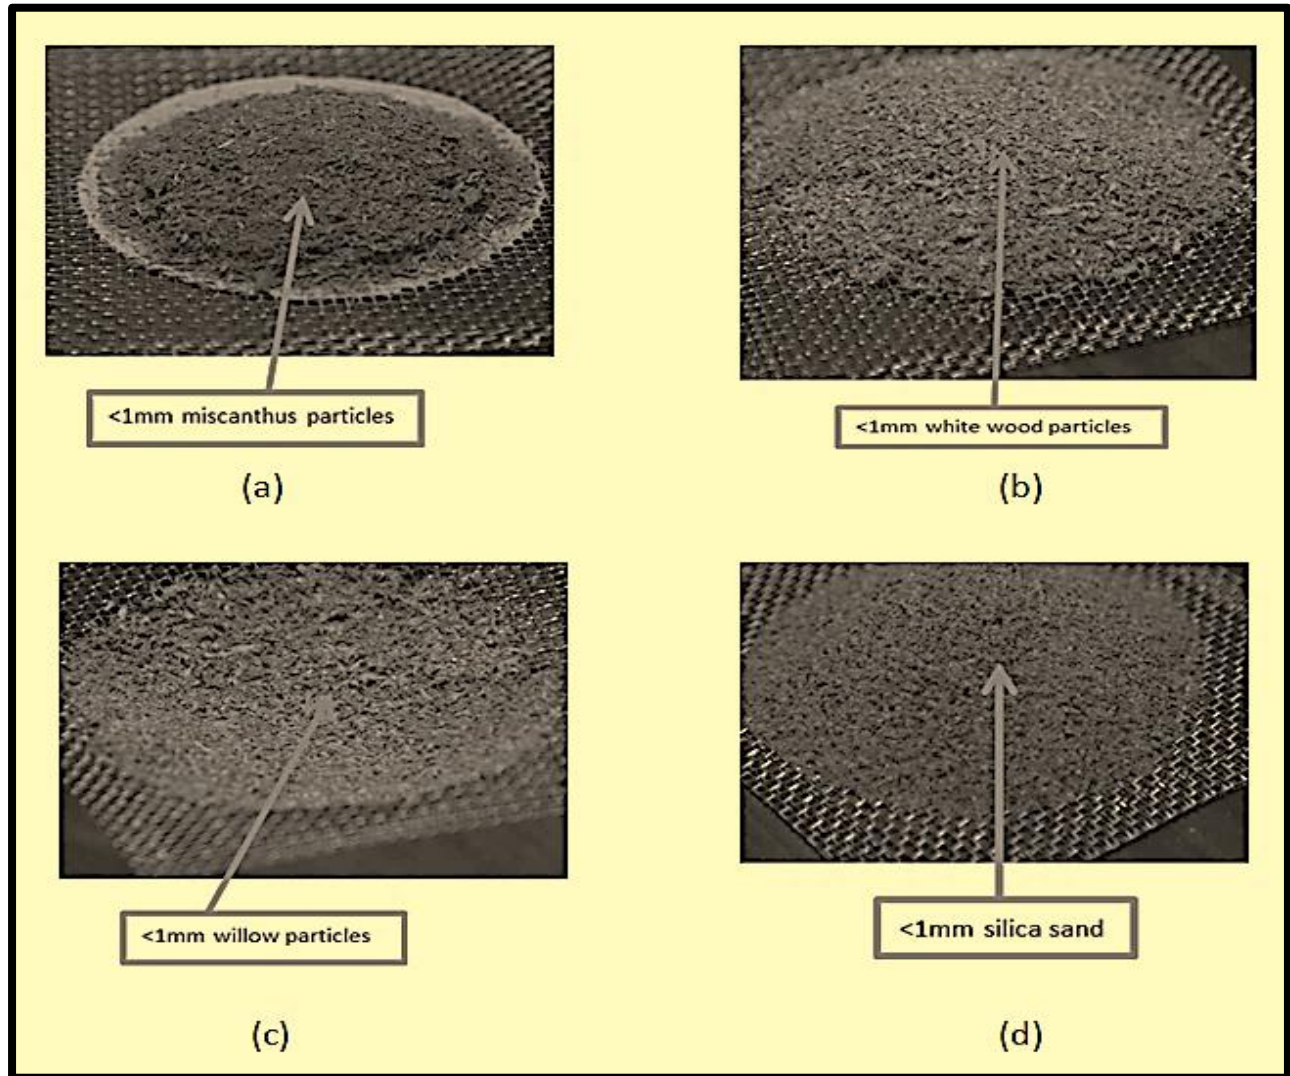 <1mm miscanthus particles
<1mm white wood particles
(a)
(b)
<1mm willow particles
<1mm silica sand
(c)
(d)